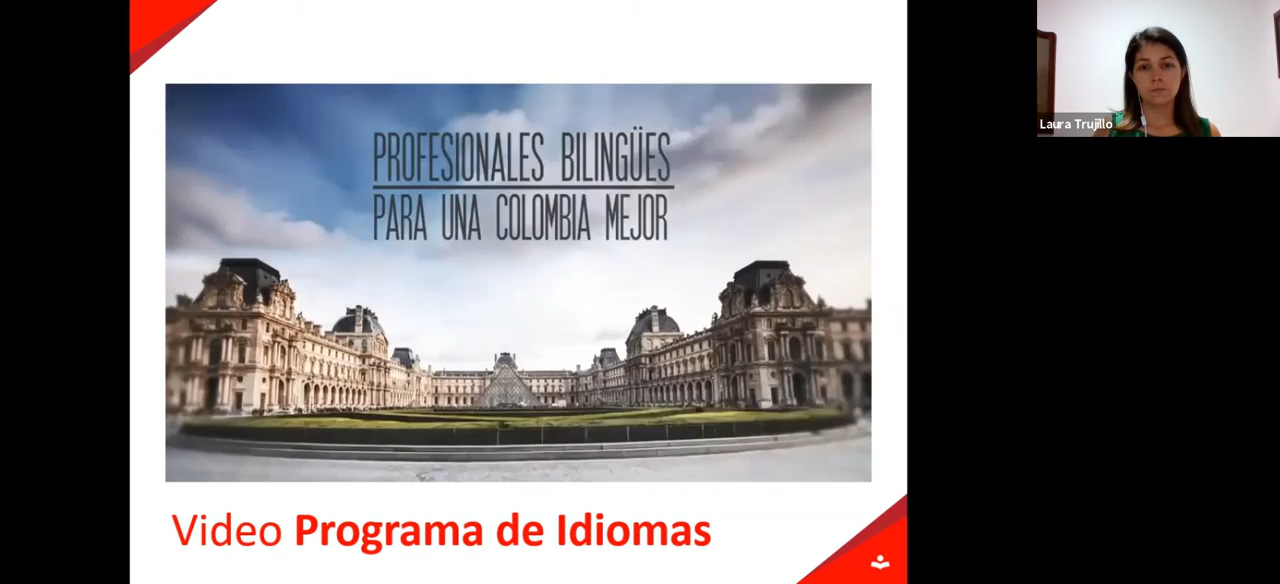 PROFESIONALES BILINGÜES
PARA UNA COLOMBIA MEJOR
Laura Trujillo
Video Programa de Idiomas